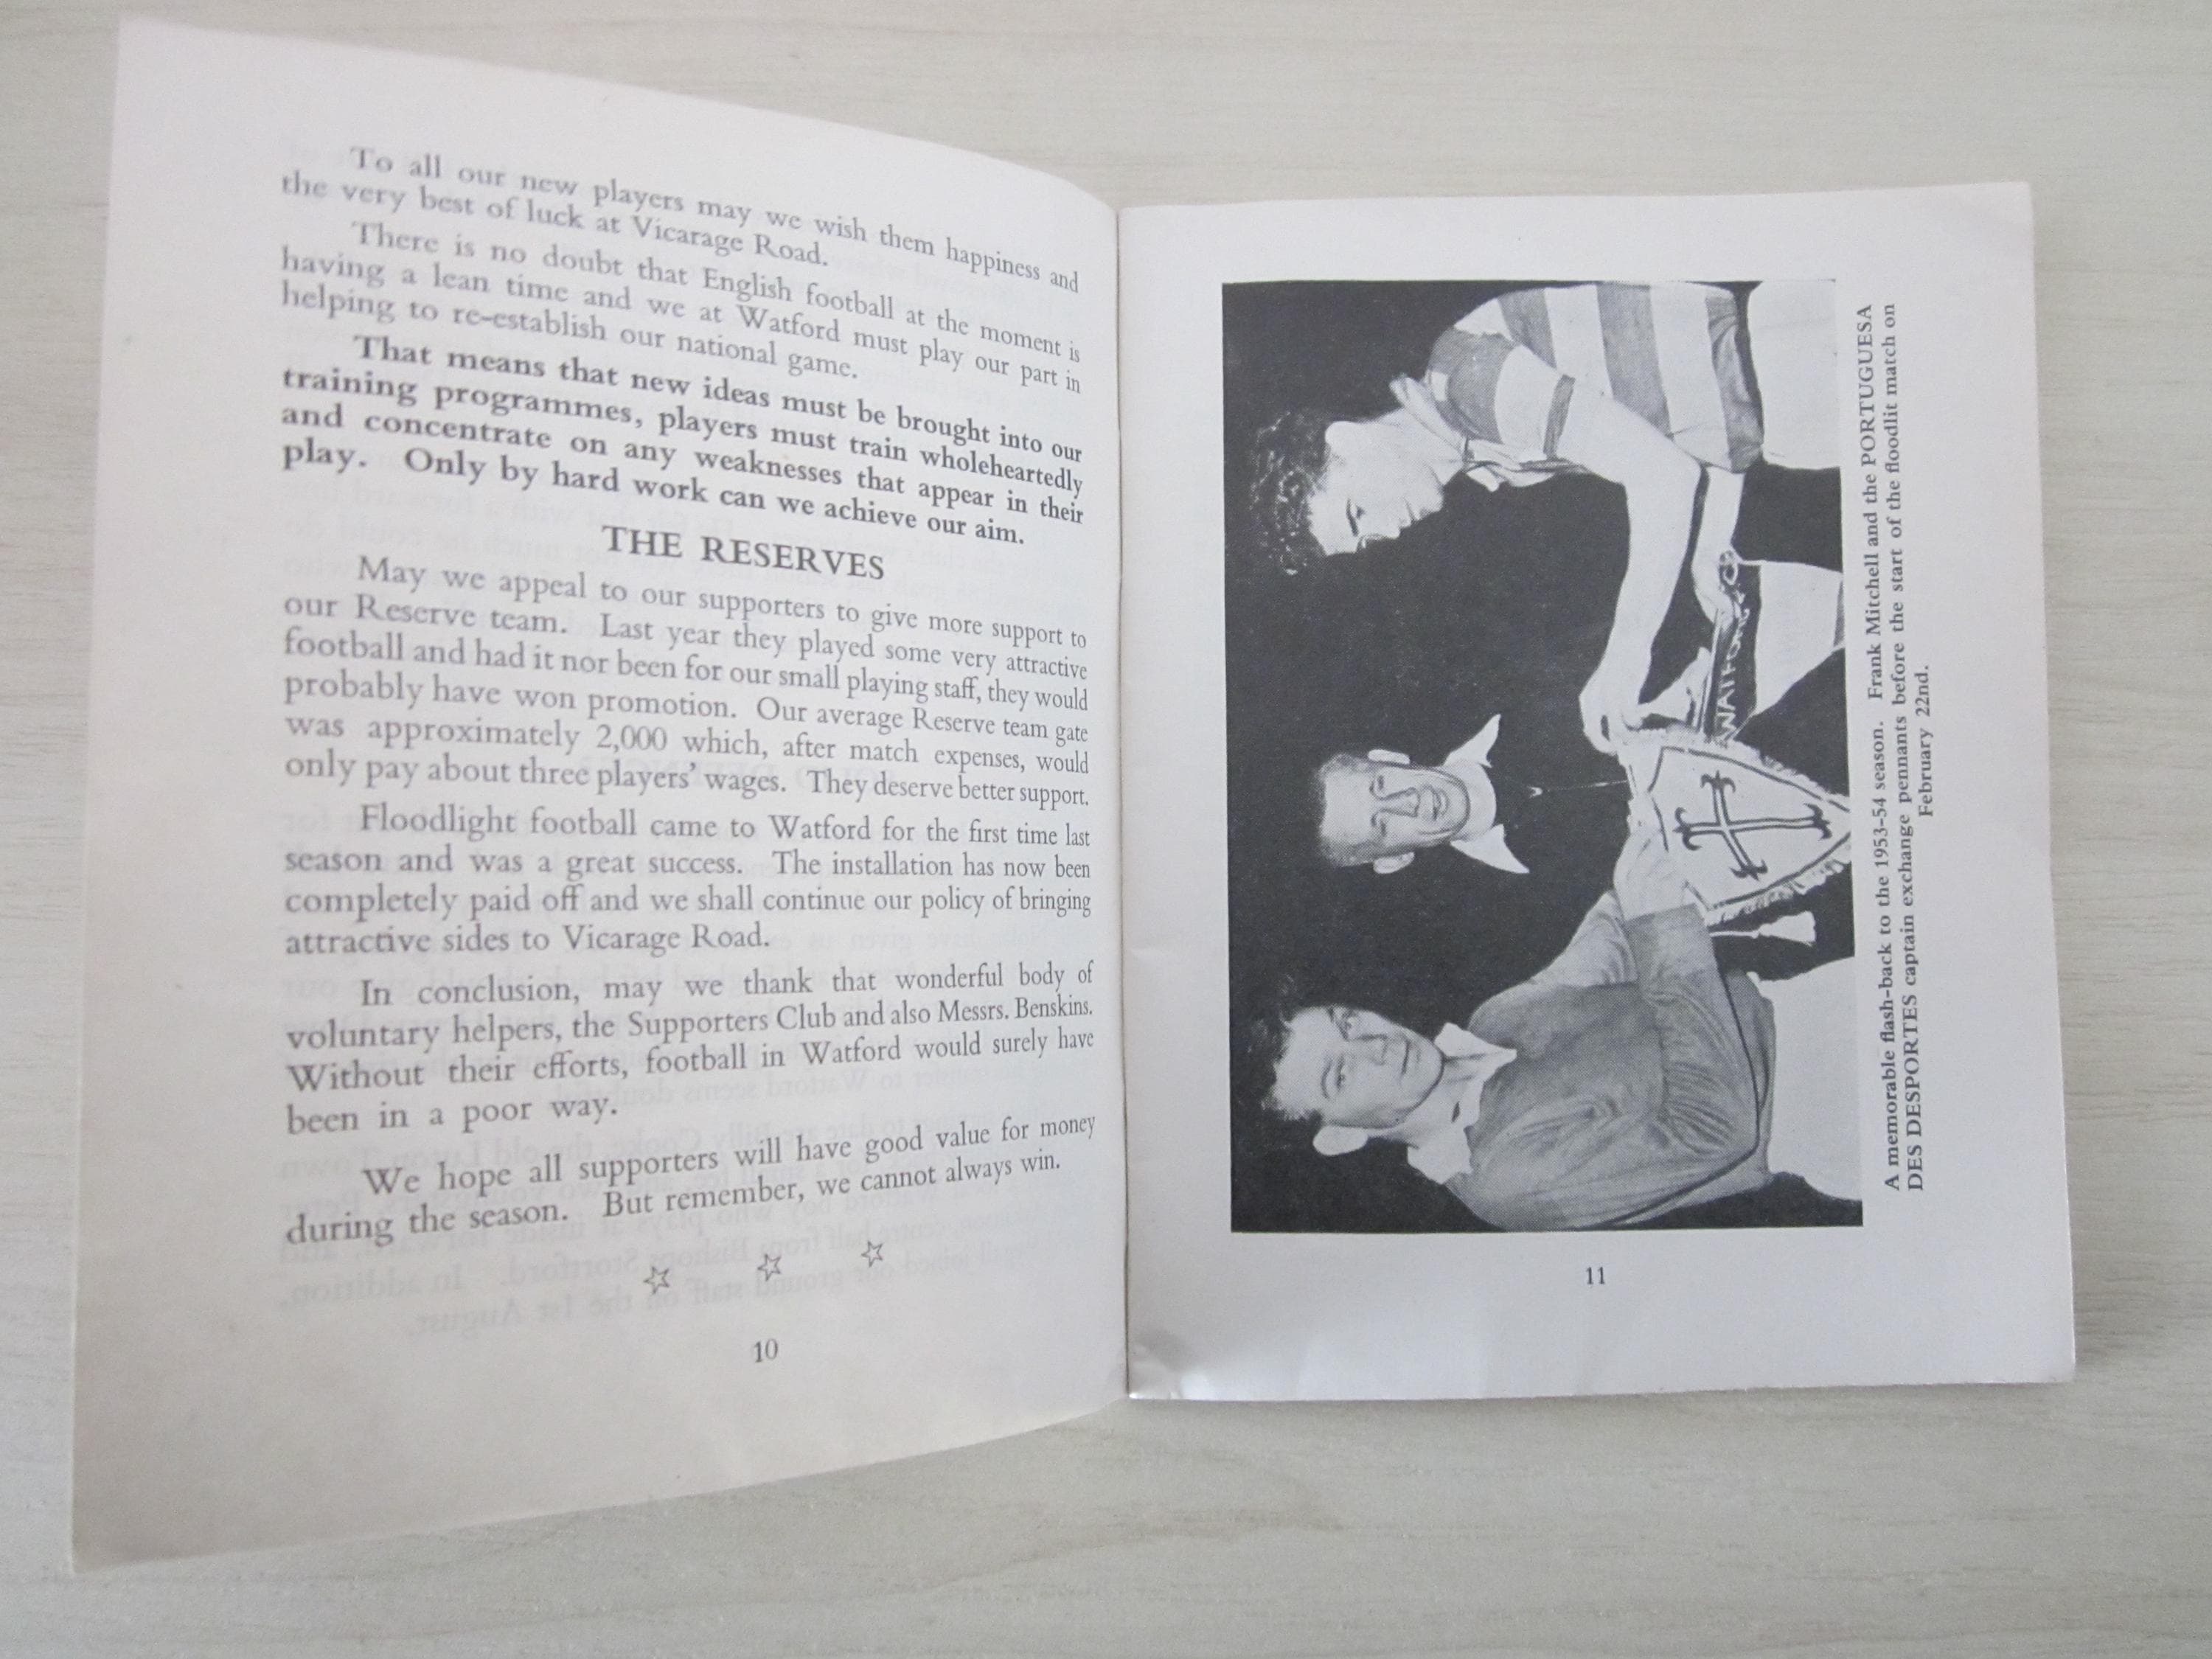 To all our new players may we wish them happiness and
the very best of luck at Vicarage Road.
There is no doubt that English football at the moment is
having a lean time and we at Watford must play our part in
helping to re-establish our national game.
That means that new ideas must be brought into our
training programmes, players must train wholeheartedly
and concentrate on any weaknesses that appear in their
play. Only by hard work can we achieve our aim.
THE RESERVES
May we appeal to our supporters to give more support to
our Reserve team. Last year they played some very attractive
football and had it nor been for our small playing staff, they would
probably have won promotion. Our average Reserve team gate
was approximately 2,000 which, after match expenses, would
only pay about three players' wages. They deserve better support.
Floodlight football came to Watford for the first time last
season and was a great success. The installation has now been
completely paid off and we shall continue our policy of bringing
attractive sides to Vicarage Road.
In conclusion, may we thank that wonderful body of
voluntary helpers, the Supporters Club and also Messrs. Benskins.
Without their efforts, football in Watford would surely have
been in a poor way.
We hope all supporters will have good value for money
during the season. But remember, we cannot always win.
10
WATFORD
A memorable flash-back to the 1953-54 season. Frank Mitchell and the PORTUGUESA
DES DESPORTES captain exchange pennants before the start of the floodlit match on
February 22nd.
11